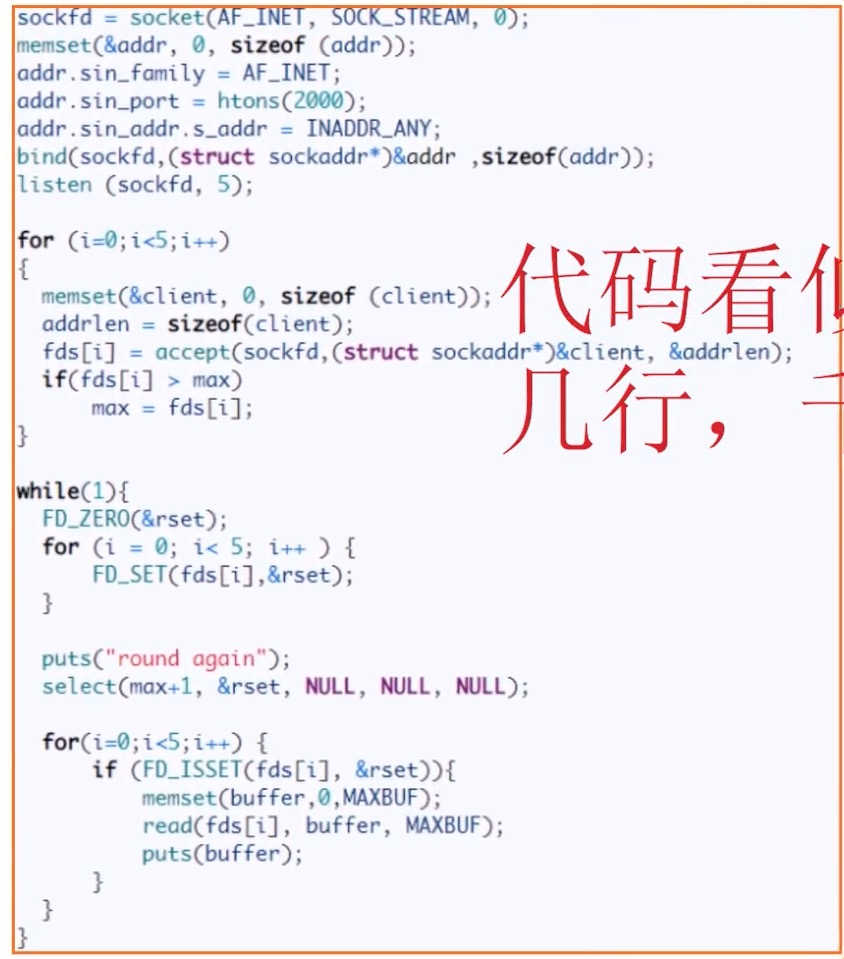 sockfd = socket(AF_INET, SOCK_STREAM, 0);
memset(&addr, 0, sizeof (addr));
addr.sin_family = AF_INET;
addr.sin_port = htons(2000);
addr.sin_addr.s_addr = INADDR_ANY;
bind(sockfd,(struct sockaddr*)&addr ,sizeof(addr));
listen (sockfd, 5);
for (i=0;i<5;i++)
{
memset(&client, 0, sizeof (client));
addrlen = sizeof(client);
fds[i] = accept(sockfd,(struct sockaddr*)&client, &addrlen);
if(fds[i] > max)
max = fds[i];
}
代码看
几行，
while(1){
FD_ZERO(&rset);
for (i = 0; i< 5; i++ ) {
FD_SET(fds[i],&rset);
}
puts("round again");
select(max+1, &rset, NULL, NULL, NULL);
for(i=0;i<5;i++) {
if (FD_ISSET(fds[i], &rset)){
memset(buffer,0,MAXBUF);
read(fds[i], buffer, MAXBUF);
puts(buffer);
}
}
}